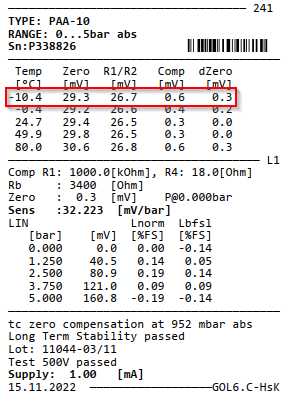 241
TYPE: PAA-10
RANGE: 0...5bar abs
Sn:P338826
Temp Zero R1/R2 Comp dZero
[°C] [mV] [mV] [mV] [mV]
-10.4 29.3 26.7 0.6 0.3
-0.4 29.2 26.6 0.4 0.2
24.7 29.4 26.5 0.3 0.0
49.9 29.8 26.5 0.3 0.0
80.0 30.6 26.8 0.6 0.3
L1
Comp R1: 1000.0[kOhm], R4: 18.0[Ohm]
Rb : 3400 [Ohm]
Zero : 0.3 [mV] P@0.000bar
Sens :32.223 [mV/bar]
LIN Lnorm Lbfsl
[bar] [mV] [%FS] [%FS]
0.000 0.0 0.00 -0.14
1.250 40.5 0.14 0.05
2.500 80.9 0.19 0.14
3.750 121.0 0.09 0.09
5.000 160.8 -0.19 -0.14
tc zero compensation at 952 mbar abs
Long Term Stability passed
Lot: 11044-03/11
Test 500V passed
Supply: 1.00 [mA]
15.11.2022 GOL6.C-HsK